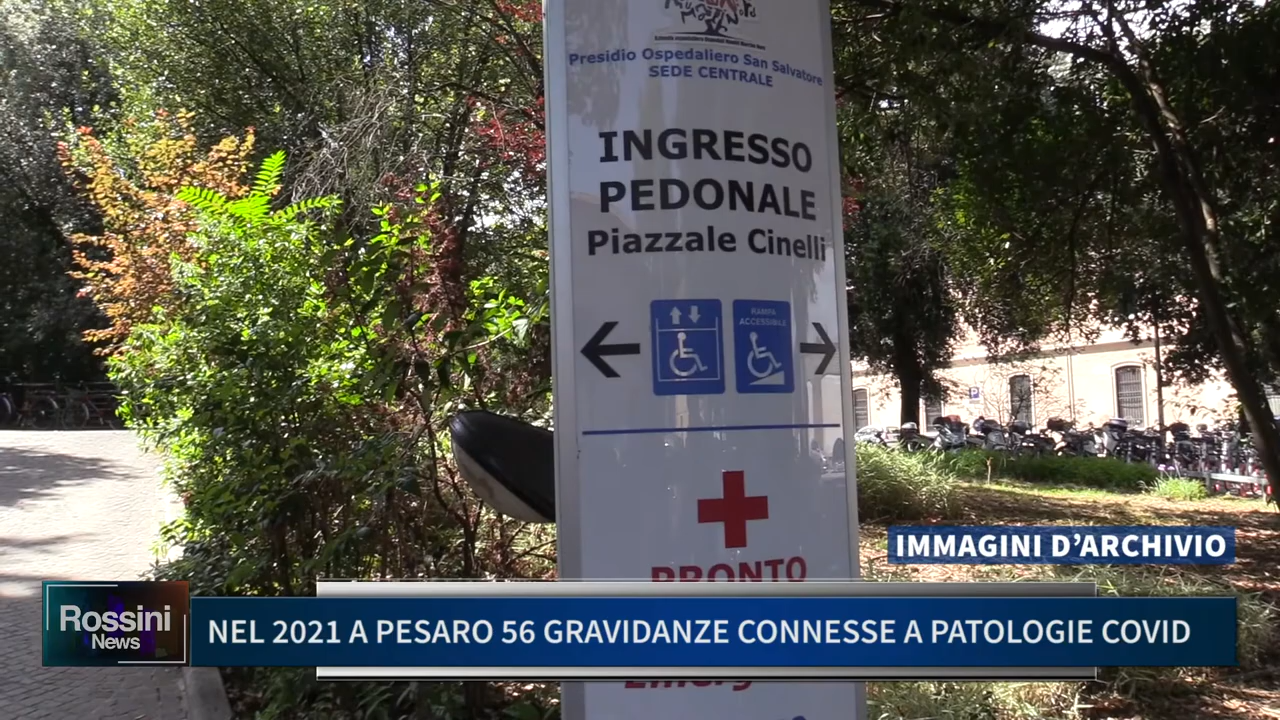 Presidio Ospedaliero San Salvatore
SEDE CENTRALE
INGRESSO
PEDONALE
Piazzale Cinelli
RAMPA
ACCESSIBILE
P
PRONTO
IMMAGINI D'ARCHIVIO
Rossini
News
NEL 2021 A PESARO 56 GRAVIDANZE CONNESSE A PATOLOGIE COVID